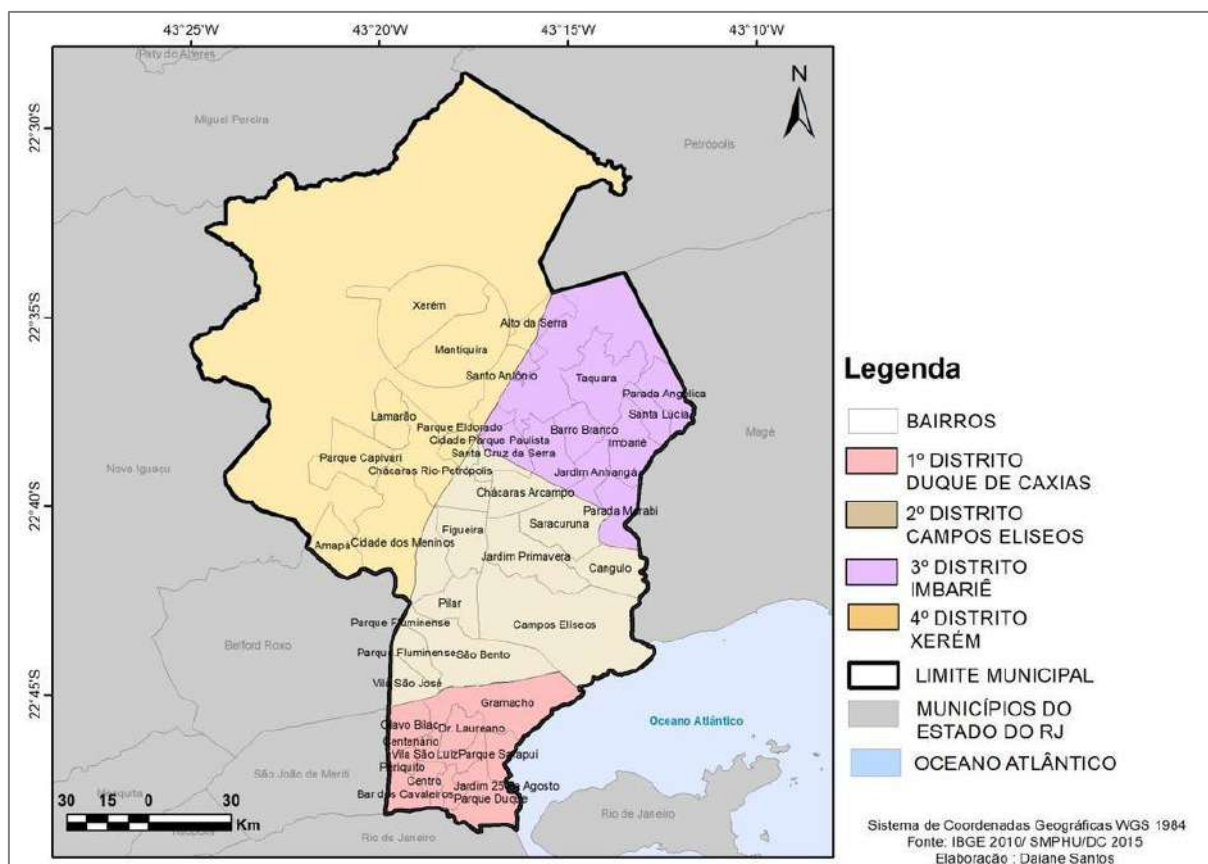 43°25'W 43°20'W 43°15'W 43°10'W
Paty do Alferes
N
22°30'S
Miguel Pereira
Petrópolis
22°35'S
Xerém
Alto da Serra
Mantiquira
Santo Antônio
Taquara
Parada Angélica
Lamarão
Santa Lúcia
Parque Eldorado
Barro Branco
Cidade Parque Paulista
Imbariê
Magé
Santa Cruz da Serra
Parque Capivari
Nova Iguaçu
Chácaras Rio-Petrópolis
Jardim Anhangá
22°40'S
Chácaras Arcampo
Parada Morabi
Figueira
Saracuruna
Amapá
Cidade dos Meninos
Jardim Primavera
Cangulo
Pilar
Parque Fluminense
Campos Elíseos
Belford Roxo
Parque Fluminense
São Bento
Vila São José
22°45'S
Gramacho
Oceano Atlântico
Olavo Bilac
Dr. Laureano
Centenário
Vila São Luiz
Parque Sarapuí
Periquito
São João de Meriti
Centro
Jardim 25 de Agosto
Bar dos Cavaleiros
Parque Duque
Mesquita
Rio de Janeiro
Rio de Janeiro
30 15 0 30
Km
Legenda
BAIRROS
1º DISTRITO
DUQUE DE CAXIAS
2º DISTRITO
CAMPOS ELISEOS
3º DISTRITO
IMBARIÊ
4º DISTRITO
XERÉM
LIMITE MUNICIPAL
MUNICÍPIOS DO
ESTADO DO RJ
OCEANO ATLÂNTICO
Sistema de Coordenadas Geográficas WGS 1984
Fonte: IBGE 2010/ SMPHU/DC 2015
Elaboração : Daiane Santos